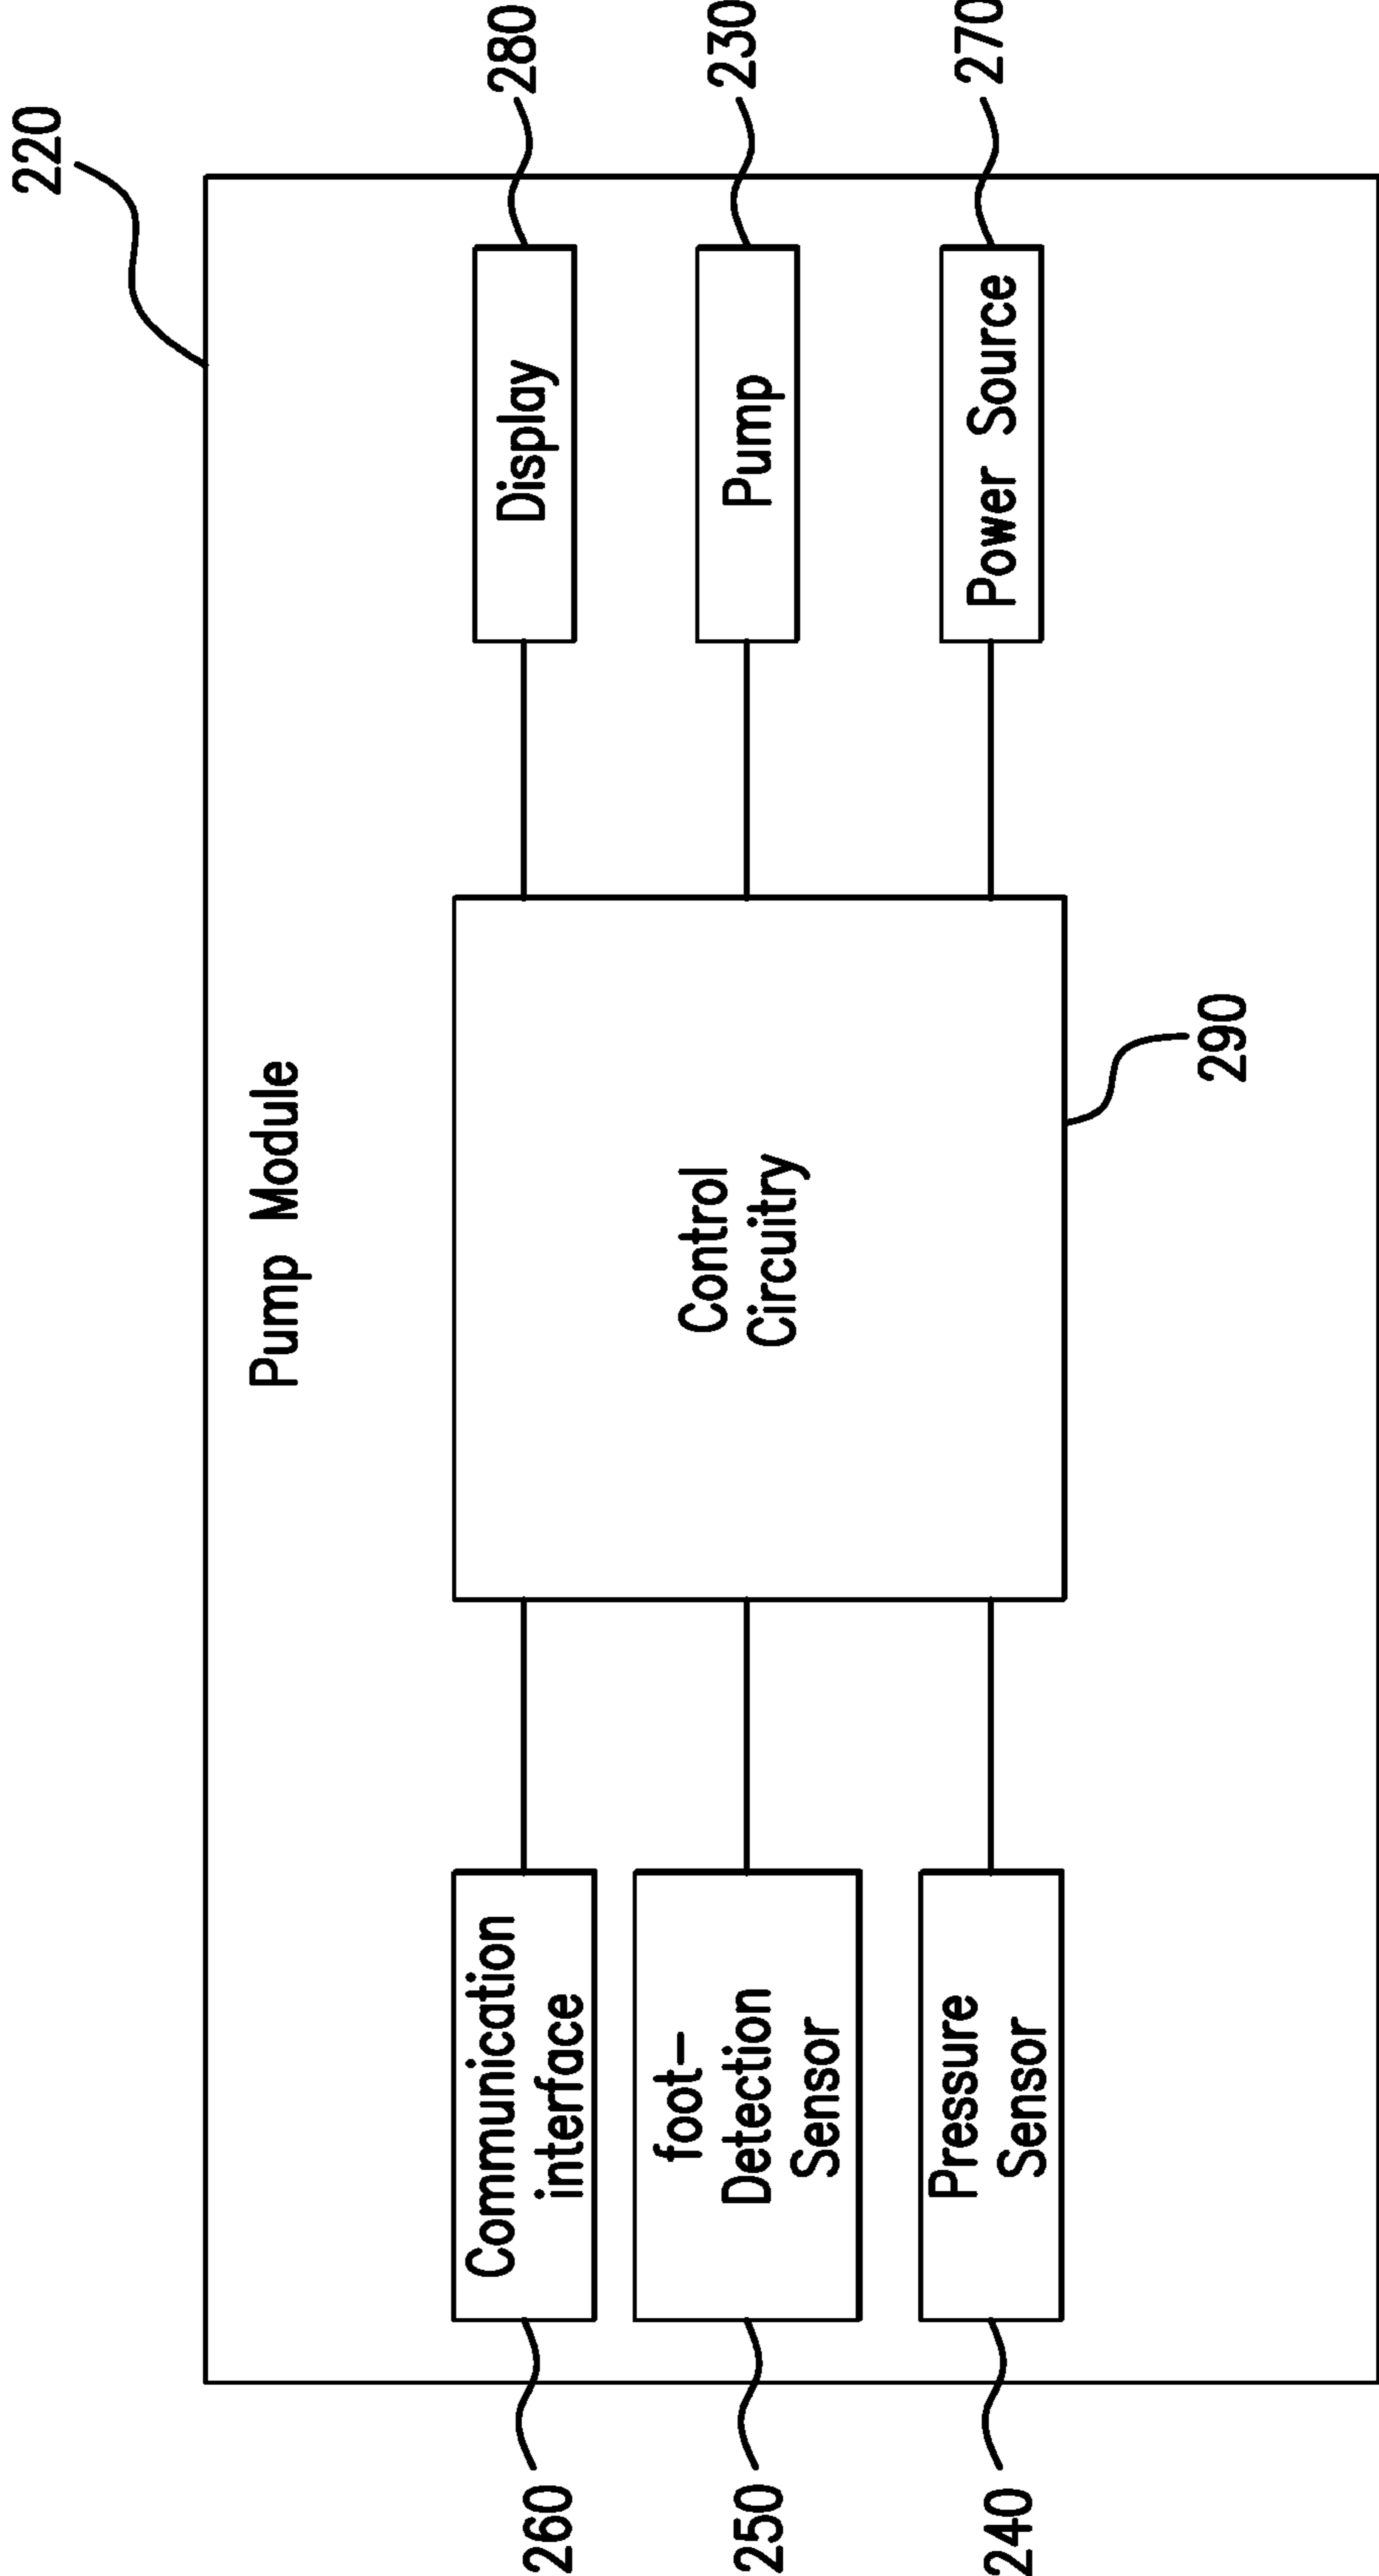 220
Pump Module
260
Communication
interface
Display
280
250
foot-
Detection
Sensor
Control
Circuitry
Pump
230
240
Pressure
Sensor
Power Source
270
290